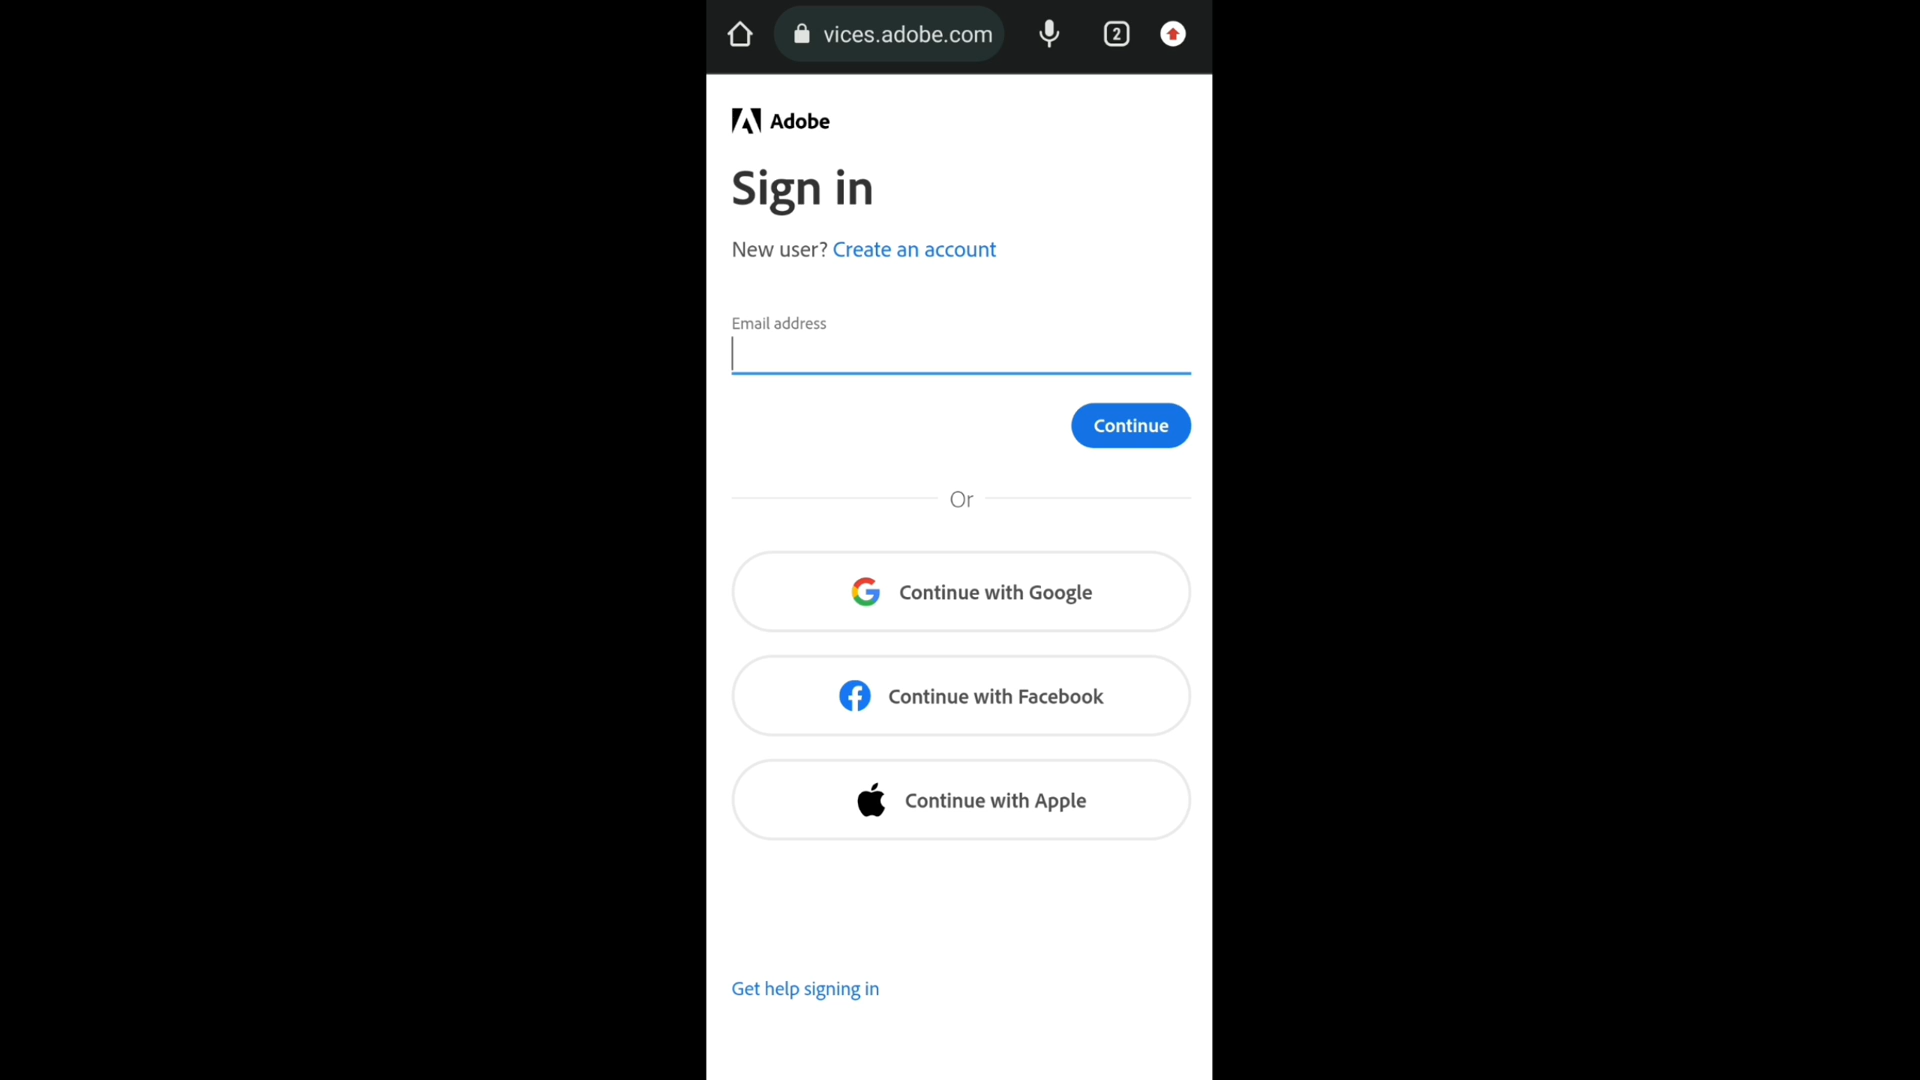 vices.adobe.com
2
Adobe
Sign in
New user? Create an account
Email address
Continue
Or
Continue with Google
Continue with Facebook
Continue with Apple
Get help signing in